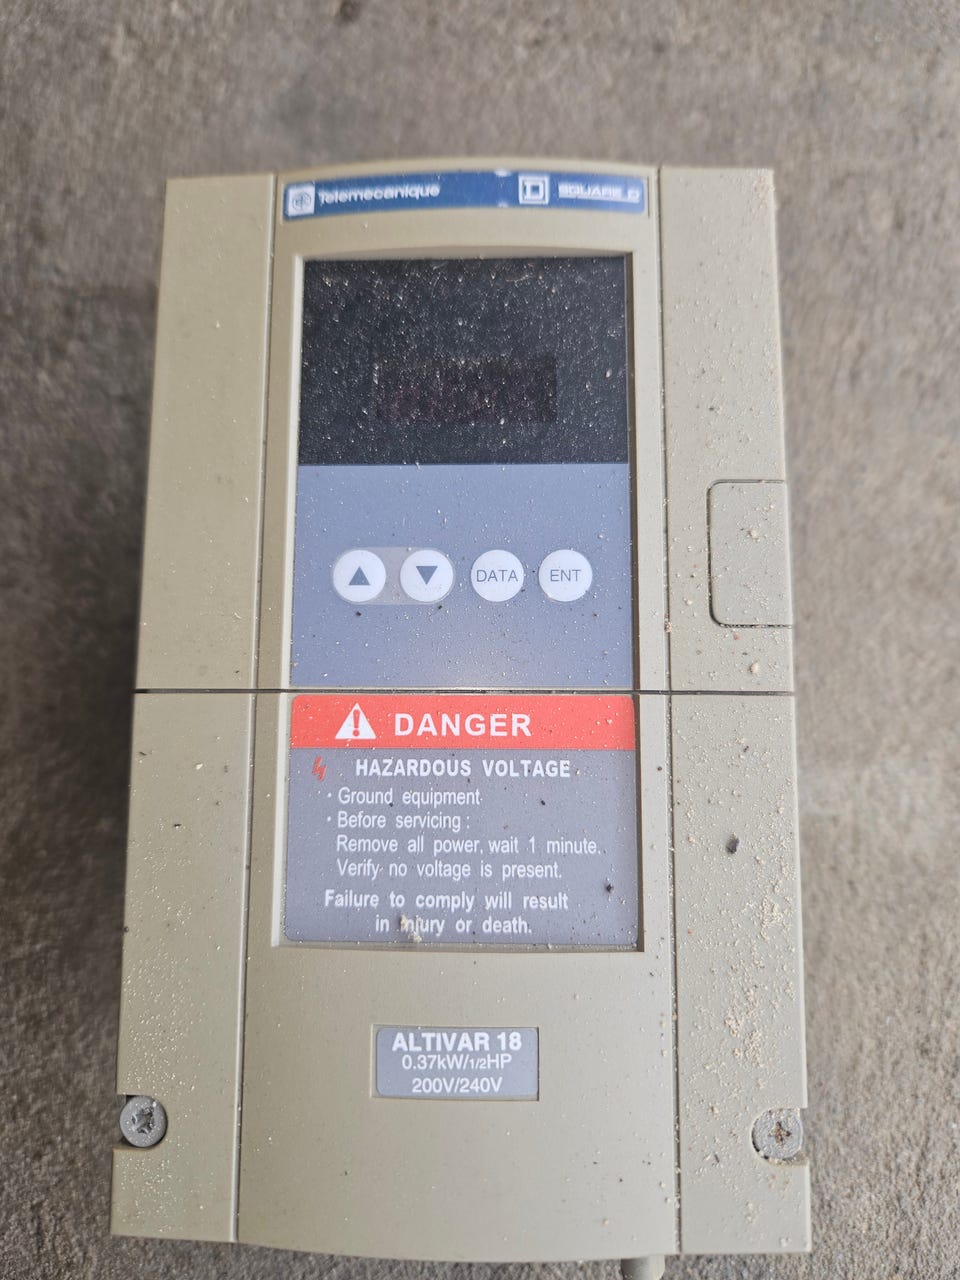 Telemecanique SQUARE D
DATA ENT
DANGER
HAZARDOUS VOLTAGE
• Ground equipment
• Before servicing :
Remove all power, wait 1 minute.
Verify no voltage is present.
Failure to comply will result
in injury or death.
ALTIVAR 18
0.37kW/1/2HP
200V/240V